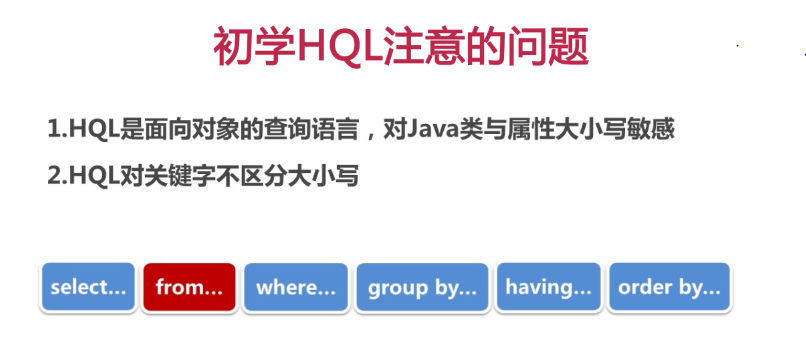 初学HQL注意的问题
1.HQL是面向对象的查询语言，对Java类与属性大小写敏感
2.HQL对关键字不区分大小写
select... from... where... group by... having... order by...